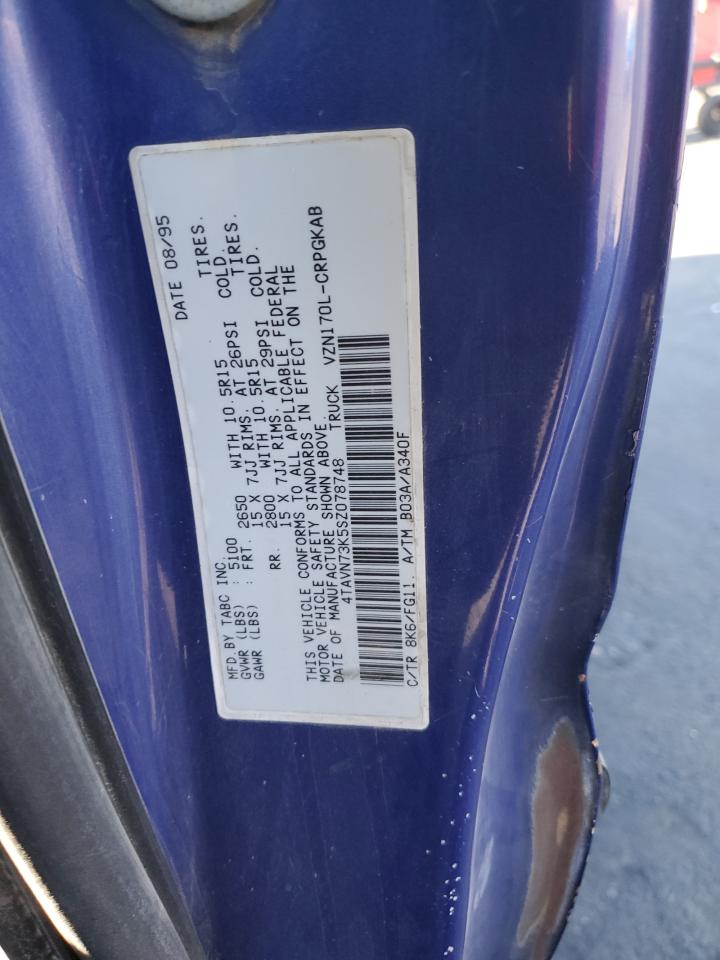 MFD. BY TABC INC. DATE 08/95
GVWR (LBS) : 5100
GAWR (LBS) : FRT. 2650 WITH 10.5R15 TIRES.
15 X 7JJ RIMS. AT 26PSI COLD.
RR. 2800 WITH 10.5R15 TIRES.
15 X 7JJ RIMS. AT 29PSI COLD.
THIS VEHICLE CONFORMS TO ALL APPLICABLE FEDERAL
MOTOR VEHICLE SAFETY STANDARDS IN EFFECT ON THE
DATE OF MANUFACTURE SHOWN ABOVE.
4TAVN73K5SZ078748 TRUCK VZN170L-CRPGKAB
C/TR 8K6/FG11. A/TM B03A/A340F